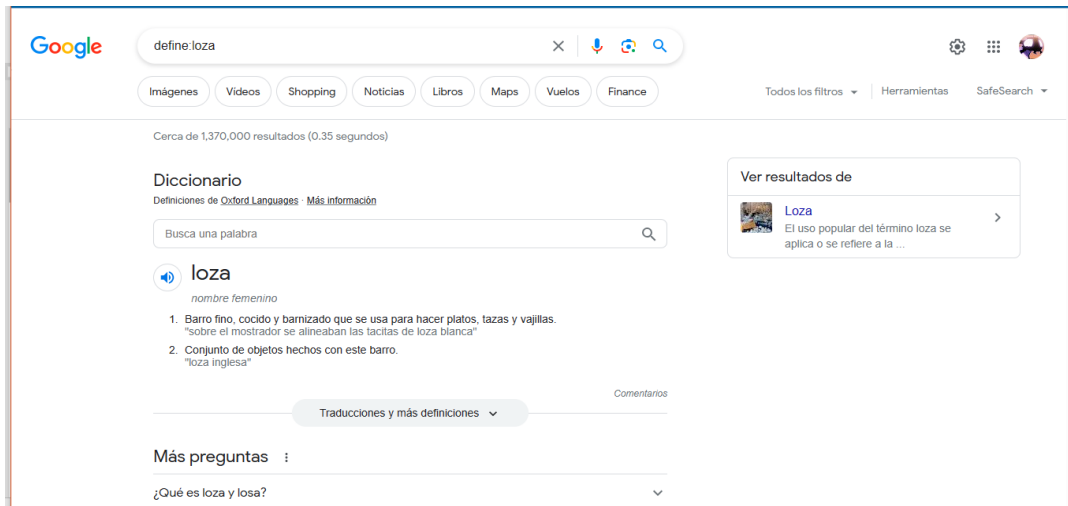 Google
define:loza
Imágenes Vídeos Shopping Noticias Libros Maps Vuelos Finance
Todos los filtros Herramientas SafeSearch
Cerca de 1,370,000 resultados (0.35 segundos)
Diccionario
Definiciones de Oxford Languages · Más información
Busca una palabra
loza
nombre femenino
1. Barro fino, cocido y barnizado que se usa para hacer platos, tazas y vajillas.
"sobre el mostrador se alineaban las tacitas de loza blanca"
2. Conjunto de objetos hechos con este barro.
"loza inglesa"
Comentarios
Traducciones y más definiciones
Más preguntas
¿Qué es loza y losa?
Ver resultados de
Loza
El uso popular del término loza se
aplica o se refiere a la ...